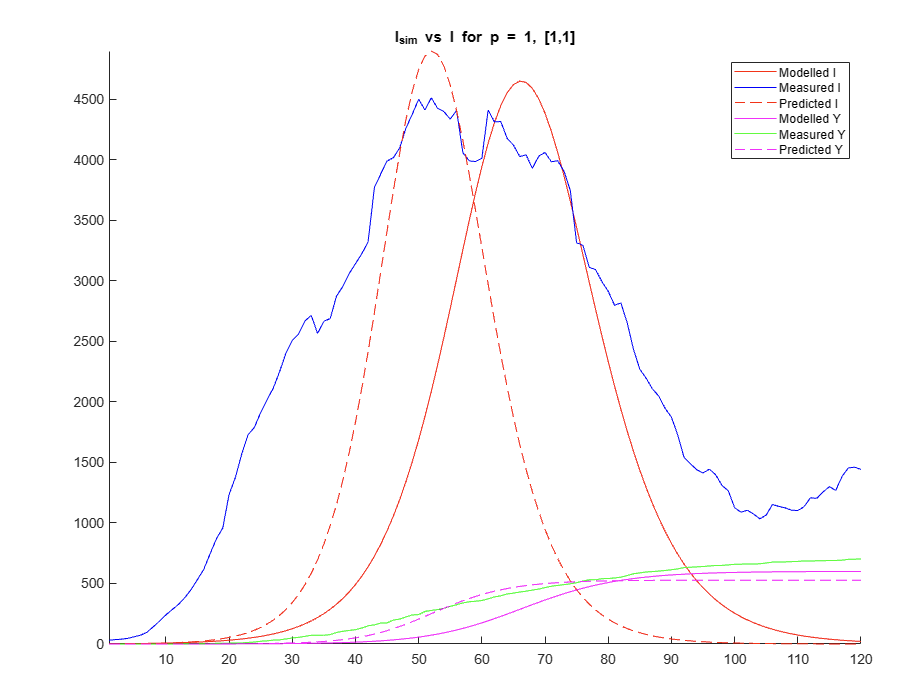 I_sim vs I for p = 1, [1,1]
4500
4000
3500
3000
2500
2000
1500
1000
500
0
10 20 30 40 50 60 70 80 90 100 110 120
Modelled I
Measured I
Predicted I
Modelled Y
Measured Y
Predicted Y